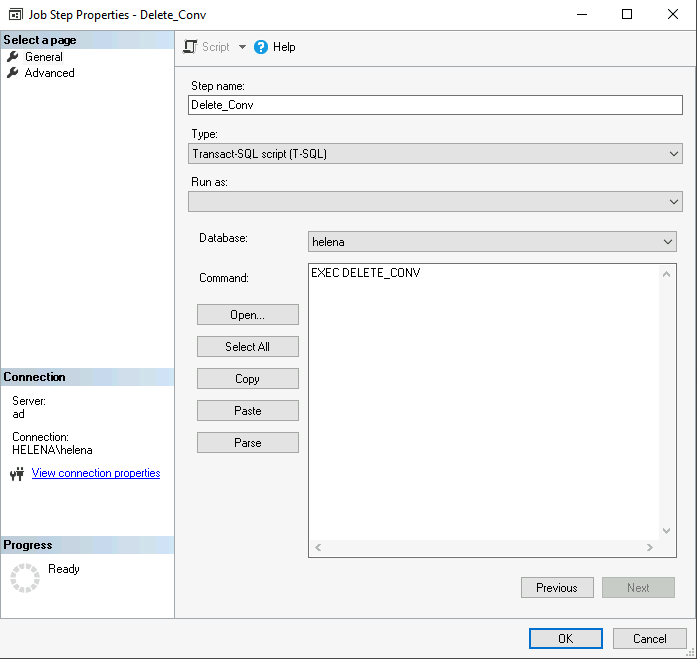 Job Step Properties - Delete_Conv
Select a page
General
Advanced
Script
Help
Step name:
Delete_Conv
Type:
Transact-SQL script (T-SQL)
Run as:
Database:
helena
Command:
EXEC DELETE_CONV
Open...
Select All
Copy
Paste
Parse
Connection
Server:
ad
Connection:
HELENA\helena
View connection properties
Progress
Ready
Previous
Next
OK
Cancel